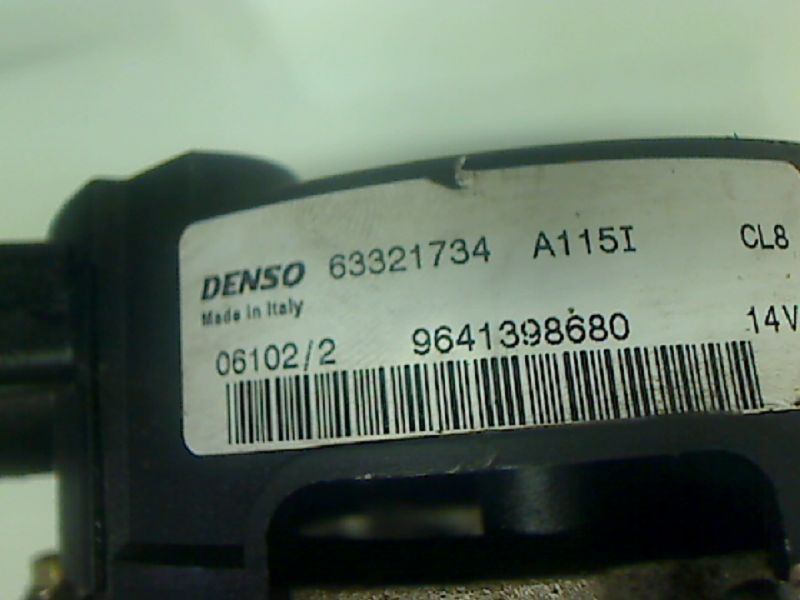 DENSO 63321734 A115I CL8
Made in Italy
06102/2 9641398680 14V